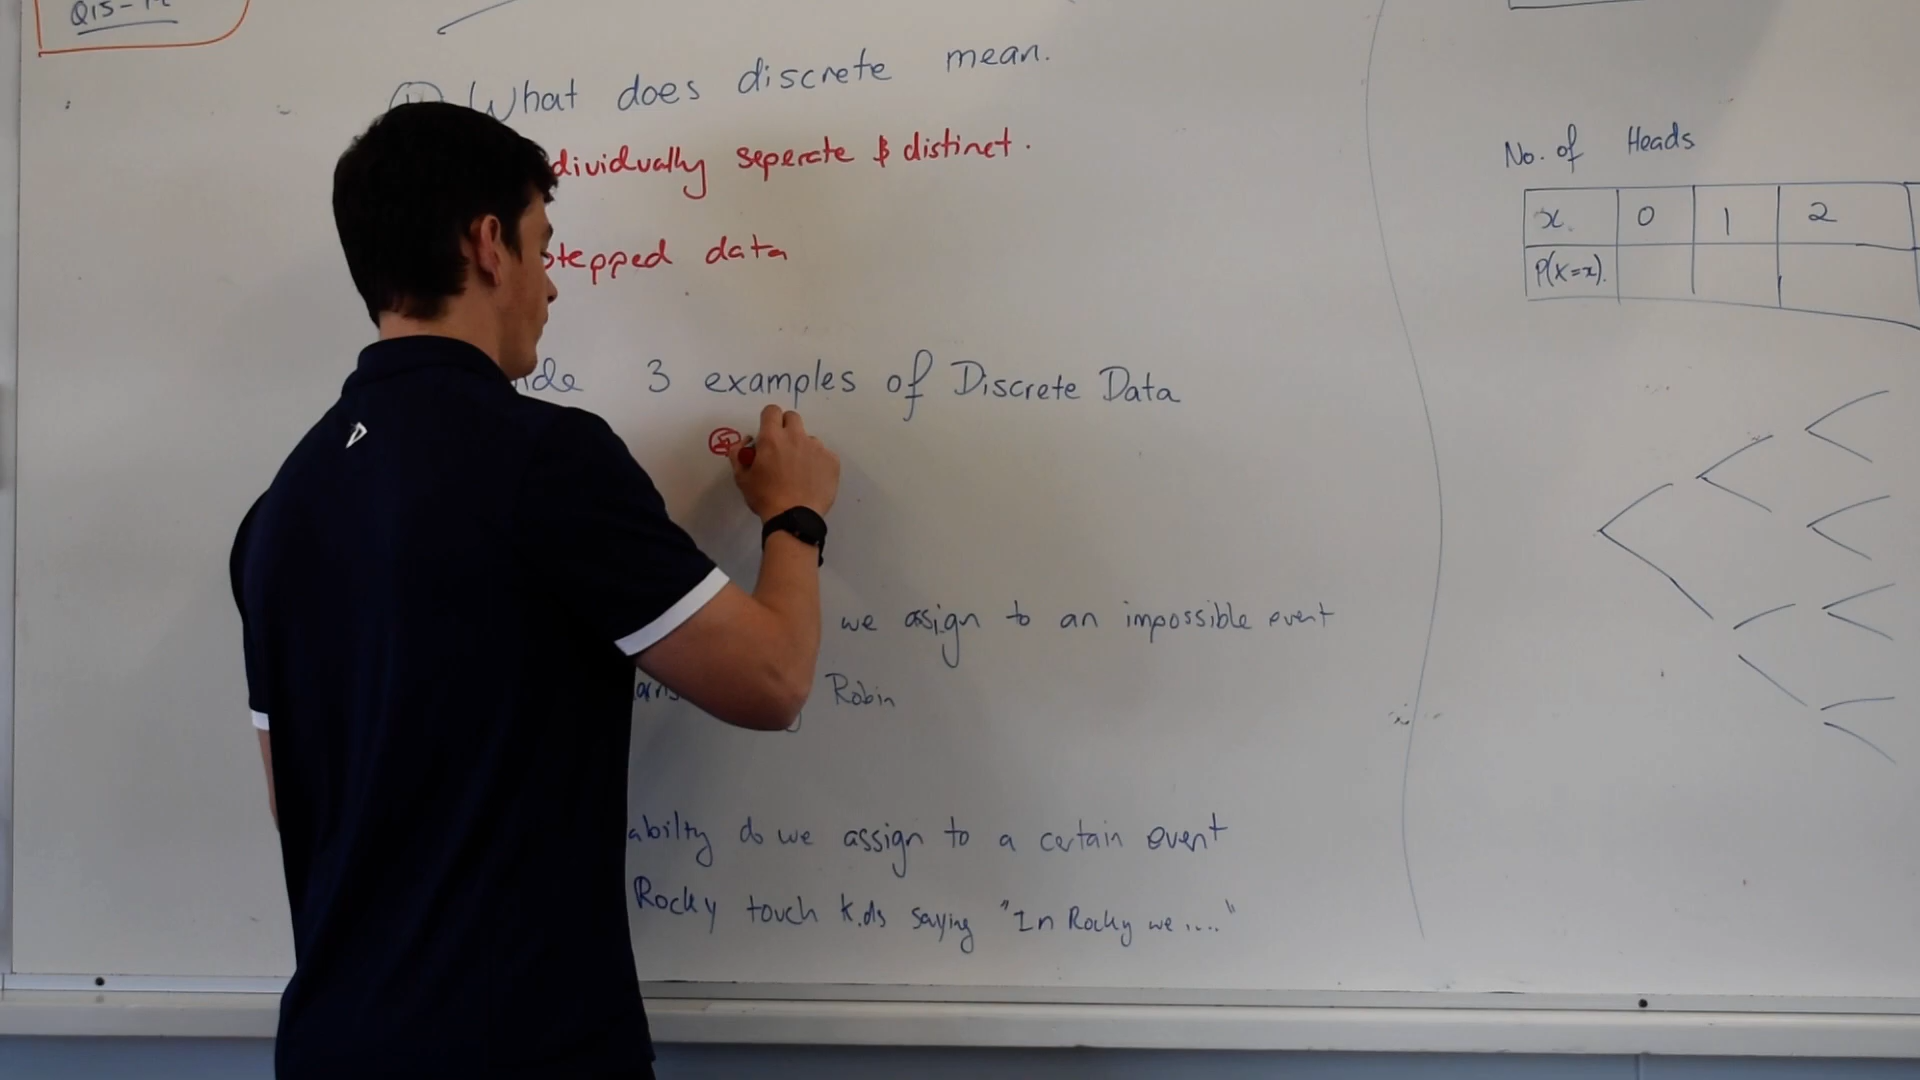 Q15-
What does discrete mean.
dividually seperate & distinct.
stepped data
ide 3 examples of Discrete Data
we assign to an impossible event
Robin
abilty do we assign to a certain event
Rocky touch kids saying "In Rocky we ...."
No. of Heads
x 0 1 2
P(X=x).